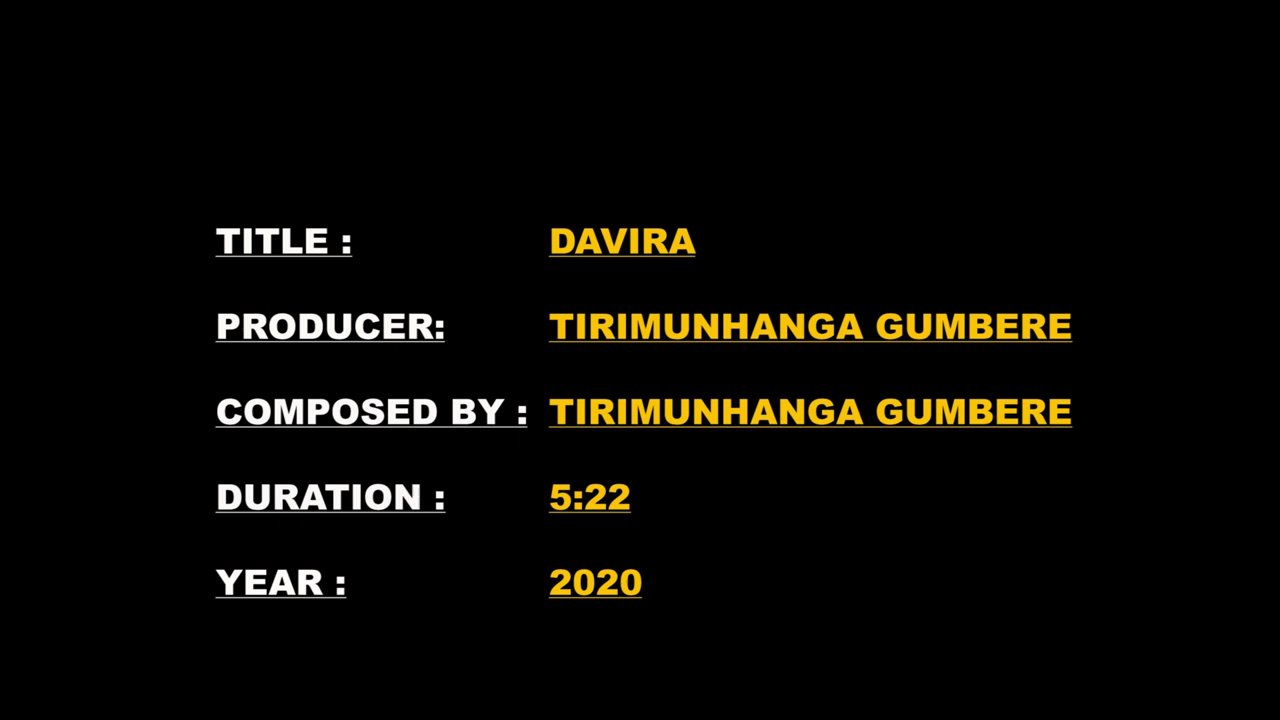 TITLE : DAVIRA
PRODUCER: TIRIMUNHANGA GUMBERE
COMPOSED BY : TIRIMUNHANGA GUMBERE
DURATION : 5:22
YEAR : 2020